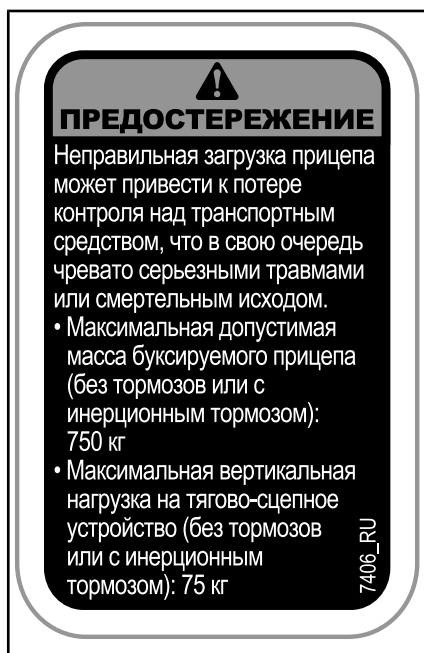 ПРЕДОСТЕРЕЖЕНИЕ
Неправильная загрузка прицепа
может привести к потере
контроля над транспортным
средством, что в свою очередь
чревато серьезными травмами
или смертельным исходом.
• Максимальная допустимая
масса буксируемого прицепа
(без тормозов или с
инерционным тормозом):
750 кг
• Максимальная вертикальная
нагрузка на тягово-сцепное
устройство (без тормозов
или с инерционным
тормозом): 75 кг
7406_RU